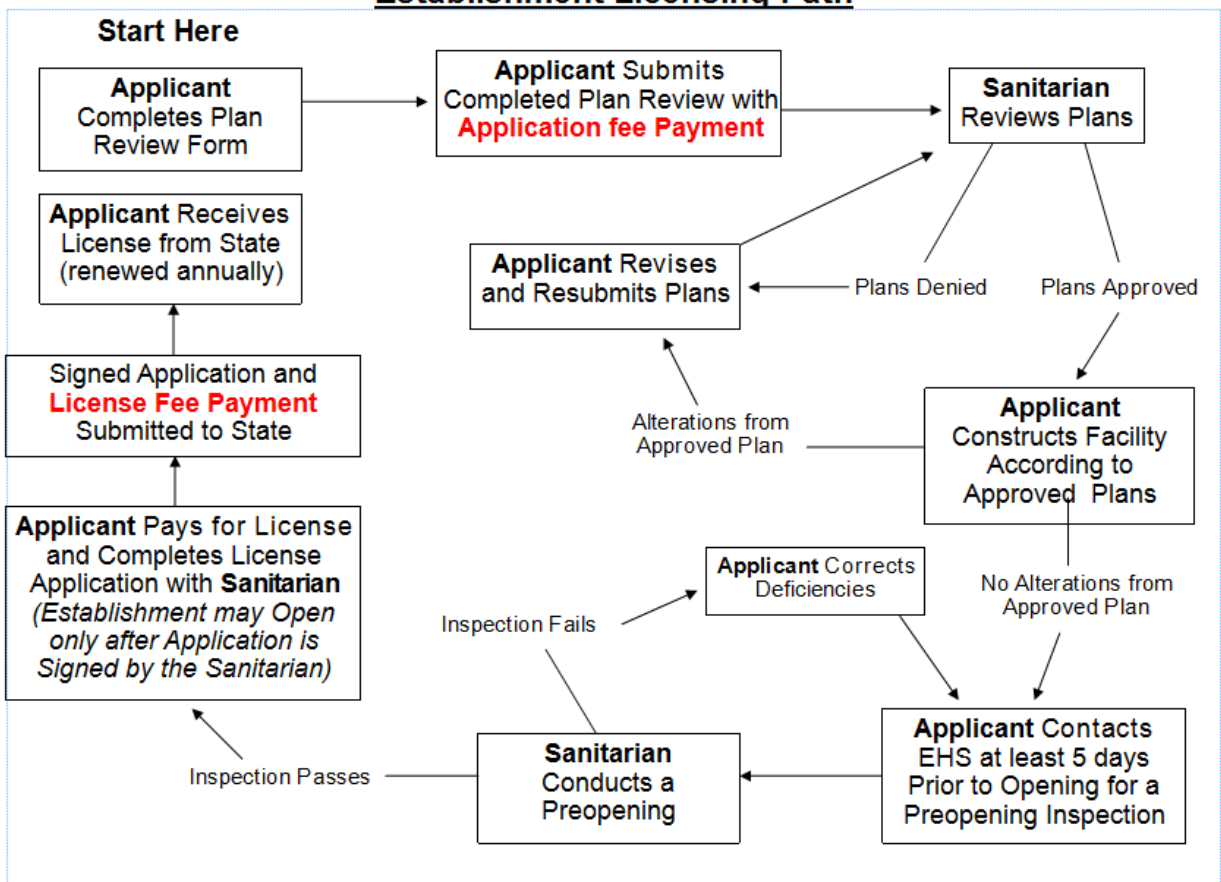 Establishment Licensing Path
Start Here
Applicant
Completes Plan
Review Form
Applicant Submits
Completed Plan Review with
Application fee Payment
Sanitarian
Reviews Plans
Plans Denied
Plans Approved
Applicant Revises
and Resubmits Plans
Applicant
Constructs Facility
According to
Approved Plans
Alterations from
Approved Plan
No Alterations from
Approved Plan
Applicant Contacts
EHS at least 5 days
Prior to Opening for a
Preopening Inspection
Sanitarian
Conducts a
Preopening
Inspection Fails
Applicant Corrects
Deficiencies
Inspection Passes
Applicant Pays for License
and Completes License
Application with Sanitarian
(Establishment may Open
only after Application is
Signed by the Sanitarian)
Signed Application and
License Fee Payment
Submitted to State
Applicant Receives
License from State
(renewed annually)